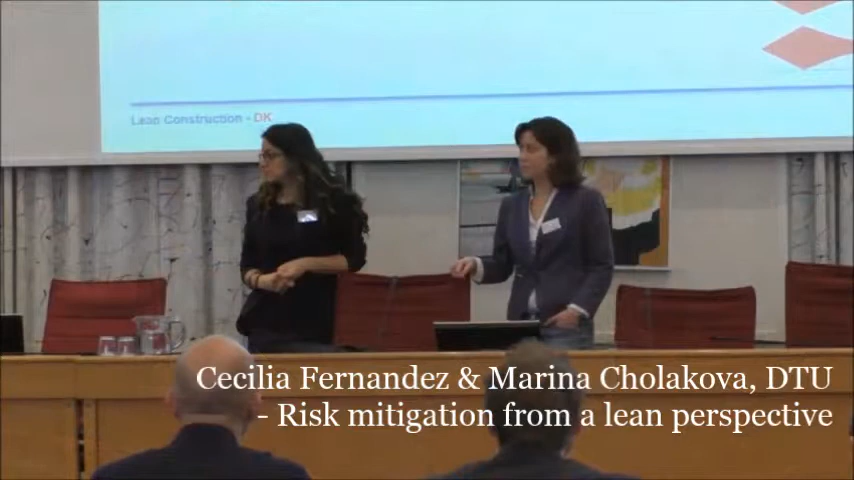 Lean Construction - DK
Cecilia Fernandez & Marina Cholakova, DTU
- Risk mitigation from a lean perspective